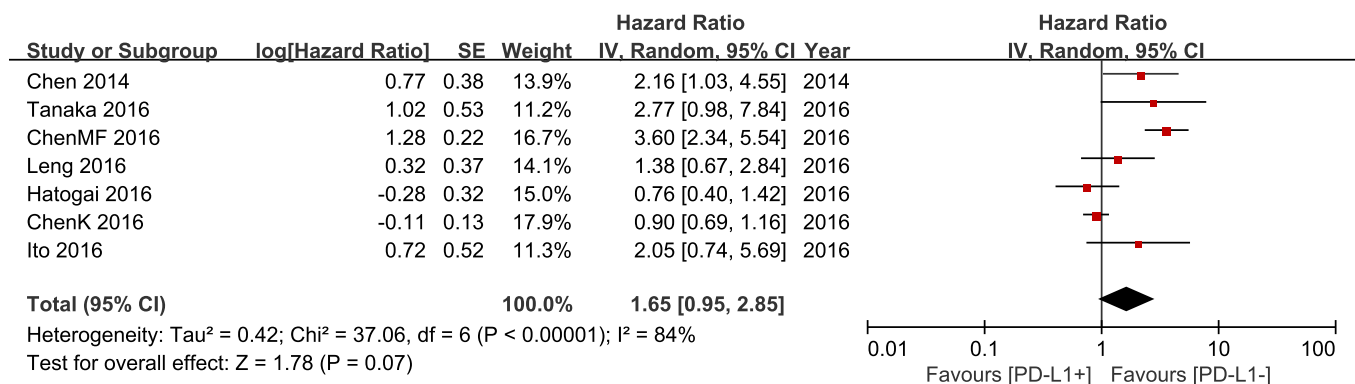 Hazard Ratio Hazard Ratio
Study or Subgroup log[Hazard Ratio] SE Weight IV, Random, 95% CI Year IV, Random, 95% CI
Chen 2014 0.77 0.38 13.9% 2.16 [1.03, 4.55] 2014
Tanaka 2016 1.02 0.53 11.2% 2.77 [0.98, 7.84] 2016
ChenMF 2016 1.28 0.22 16.7% 3.60 [2.34, 5.54] 2016
Leng 2016 0.32 0.37 14.1% 1.38 [0.67, 2.84] 2016
Hatogai 2016 -0.28 0.32 15.0% 0.76 [0.40, 1.42] 2016
ChenK 2016 -0.11 0.13 17.9% 0.90 [0.69, 1.16] 2016
Ito 2016 0.72 0.52 11.3% 2.05 [0.74, 5.69] 2016
Total (95% CI) 100.0% 1.65 [0.95, 2.85]
Heterogeneity: Tau² = 0.42; Chi² = 37.06, df = 6 (P < 0.00001); I² = 84%
Test for overall effect: Z = 1.78 (P = 0.07)
0.01 0.1 1 10 100
Favours [PD-L1+] Favours [PD-L1-]